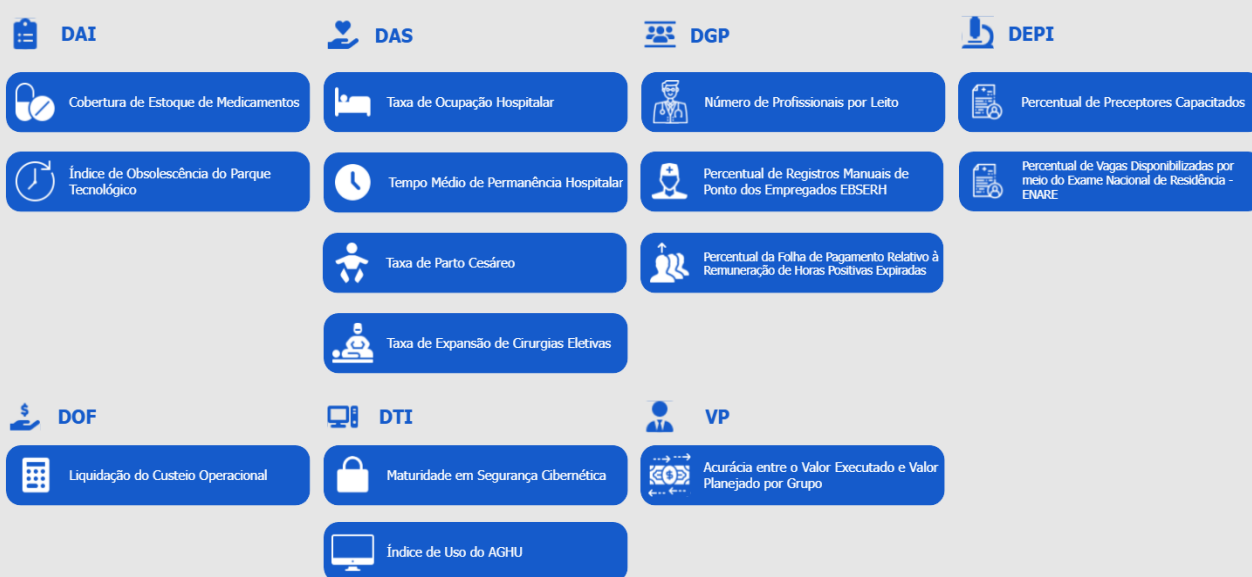 DAI
Cobertura de Estoque de Medicamentos
Índice de Obsolescência do Parque
Tecnológico
DAS
Taxa de Ocupação Hospitalar
Tempo Médio de Permanência Hospitalar
Taxa de Parto Cesáreo
Taxa de Expansão de Cirurgias Eletivas
DGP
Número de Profissionais por Leito
Percentual de Registros Manuais de
Ponto dos Empregados EBSERH
Percentual da Folha de Pagamento Relativo à
Remuneração de Horas Positivas Expiradas
DEPI
Percentual de Preceptores Capacitados
Percentual de Vagas Disponibilizadas por
meio do Exame Nacional de Residência -
ENARE
DOF
Liquidação do Custeio Operacional
DTI
Maturidade em Segurança Cibernética
Índice de Uso do AGHU
VP
Acurácia entre o Valor Executado e Valor
Planejado por Grupo